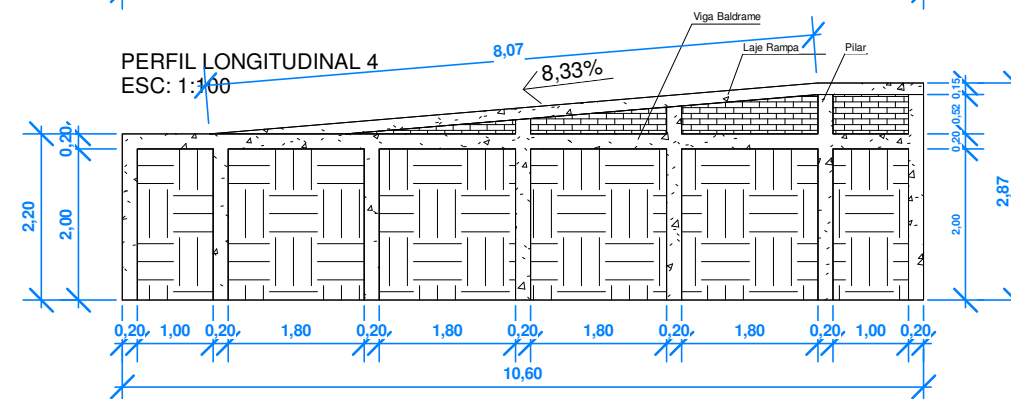 Viga Baldrame
8,07
Laje Rampa
Pilar
PERFIL LONGITUDINAL 4
ESC: 1:100
8,33%
0,15
0,52
0,20
0,20
2,87
2,20
2,00
2,00
0,20 1,00 0,20 1,80 0,20 1,80 0,20 1,80 0,20 1,80 0,20 1,00 0,20
10,60